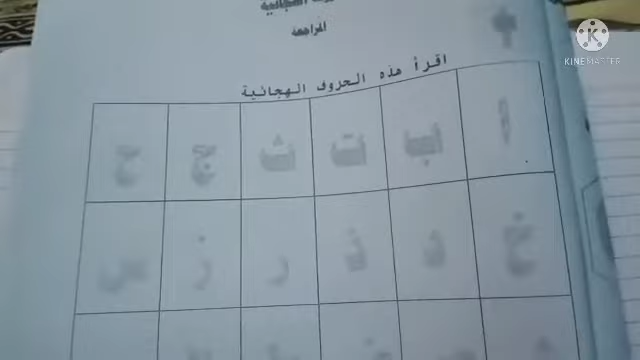 KINEMASTER
المراجعة
اقرأ هذه الحروف الهجائية
أ ب ت ث ج ح
خ د ذ ر ز س